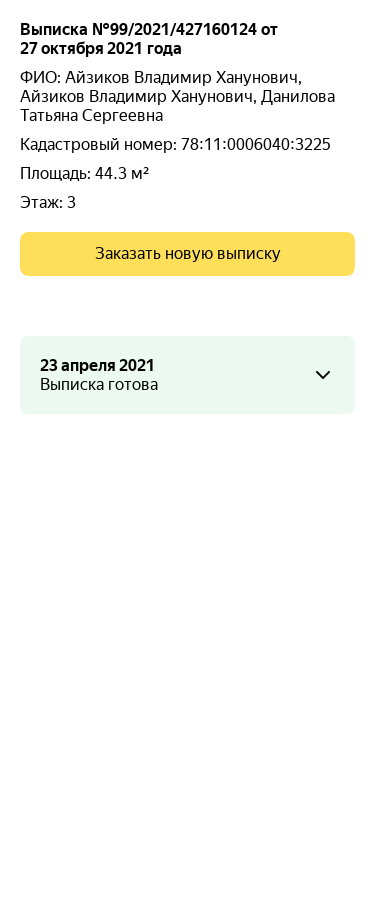 Выписка №99/2021/427160124 от
27 октября 2021 года
ФИО: Айзиков Владимир Ханунович,
Айзиков Владимир Ханунович, Данилова
Татьяна Сергеевна
Кадастровый номер: 78:11:0006040:3225
Площадь: 44.3 м²
Этаж: 3
Заказать новую выписку
23 апреля 2021
Выписка готова